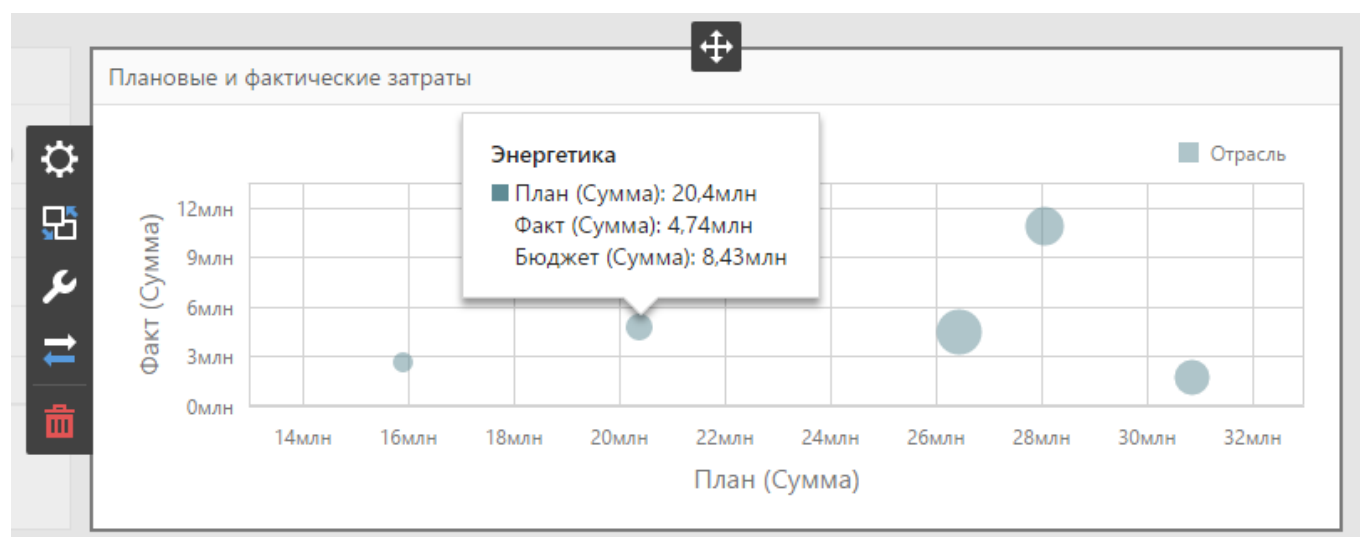 Плановые и фактические затраты
Энергетика
План (Сумма): 20,4млн
Факт (Сумма): 4,74млн
Бюджет (Сумма): 8,43млн
Отрасль
Факт (Сумма)
12млн
9млн
6млн
3млн
0млн
14млн 16млн 18млн 20млн 22млн 24млн 26млн 28млн 30млн 32млн
План (Сумма)